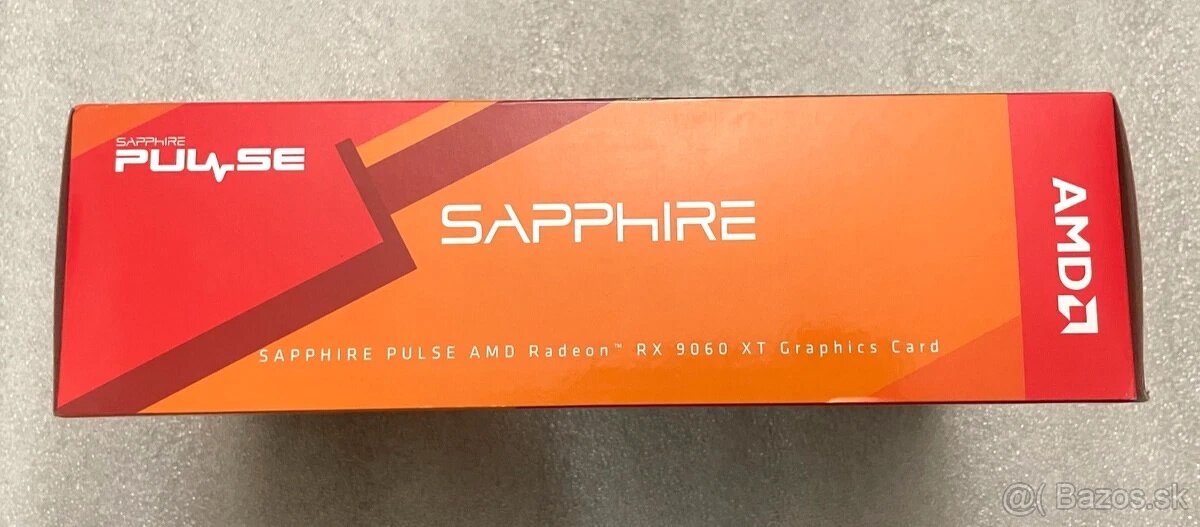 SAPPHIRE
PULSE
SAPPHIRE
AMD
SAPPHIRE PULSE AMD Radeon™ RX 9060 XT Graphics Card
@( Bazos.sk